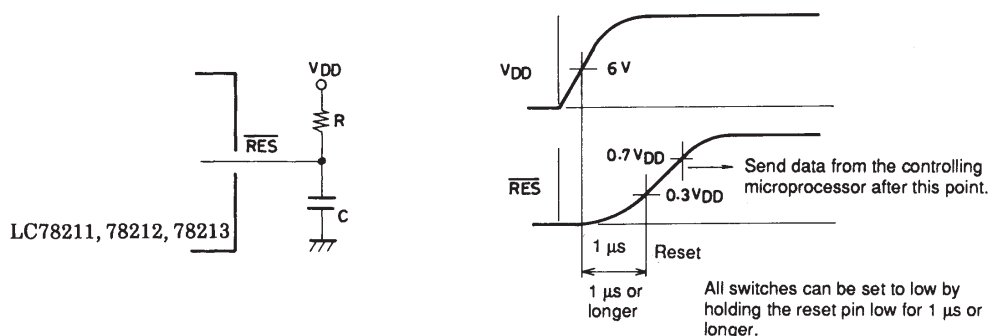 VDD
R
RES
C
LC78211, 78212, 78213
VDD
6 V
0.7 VDD
Send data from the controlling
microprocessor after this point.
RES
0.3 VDD
1 μs
Reset
1 μs or
longer
All switches can be set to low by
holding the reset pin low for 1 μs or
longer.